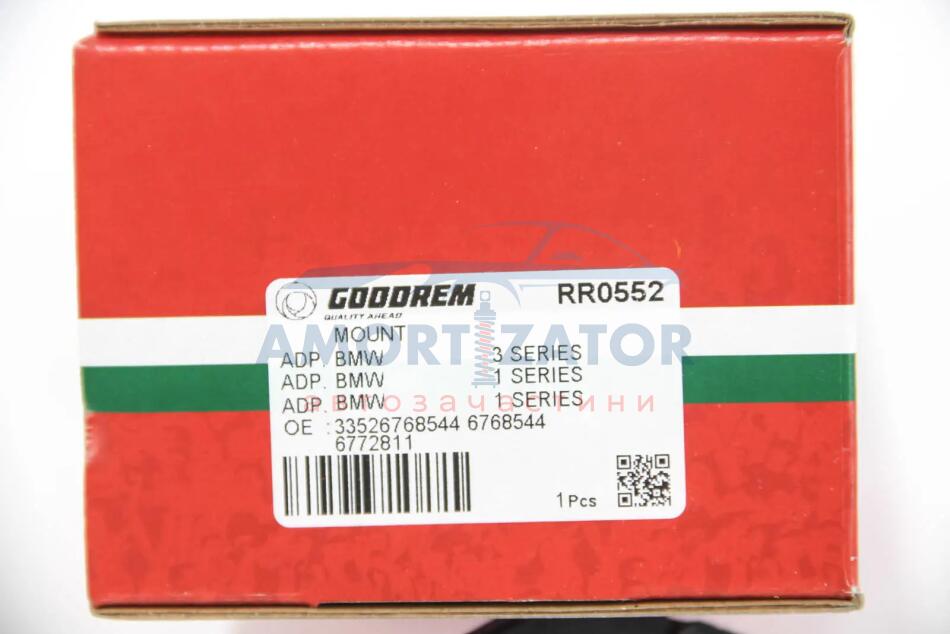 GOODREM RR0552
QUALITY AHEAD
MOUNT
AMORTIZATOR
ADP. BMW 3 SERIES
ADP. BMW 1 SERIES
ADP BMW 1 SERIES
автозачастини
OE :33526768544 6768544
6772811
1 Pcs